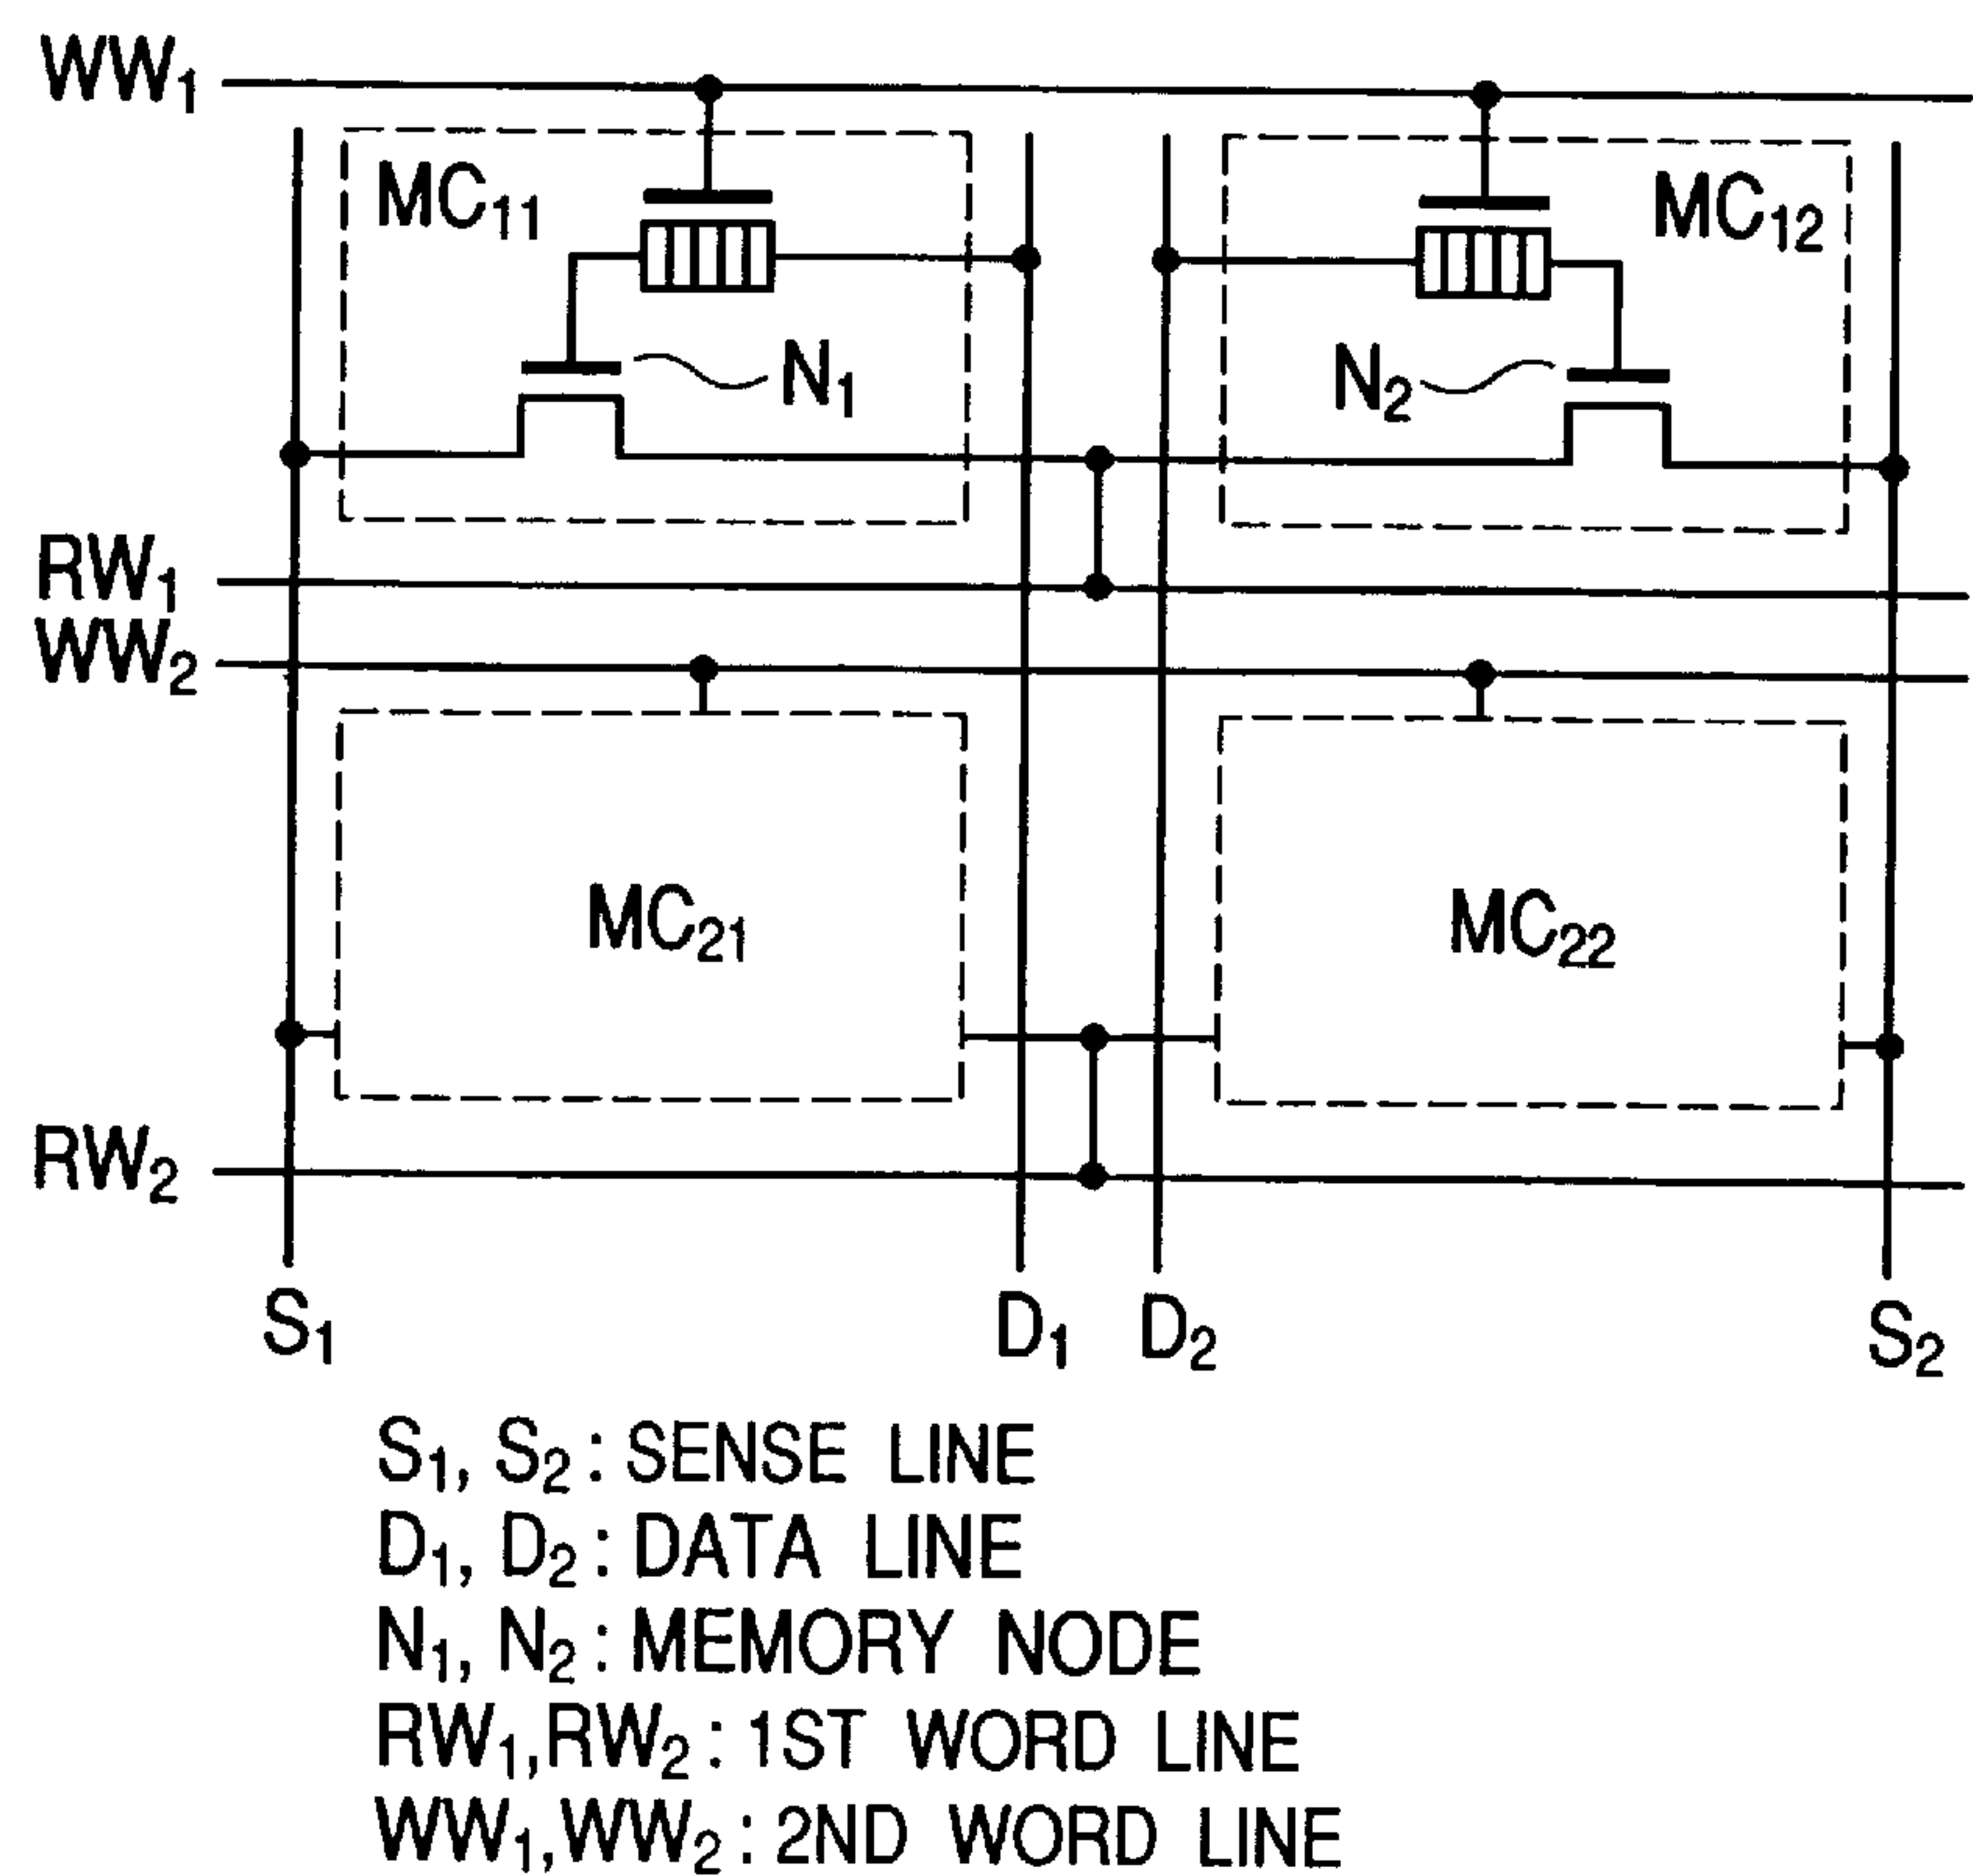 WW₁
MC₁₁
MC₁₂
N₁
N₂
RW₁
WW₂
MC₂₁
MC₂₂
RW₂
S₁
D₁
D₂
S₂
S₁, S₂ : SENSE LINE
D₁, D₂ : DATA LINE
N₁, N₂ : MEMORY NODE
RW₁,RW₂ : 1ST WORD LINE
WW₁,WW₂ : 2ND WORD LINE